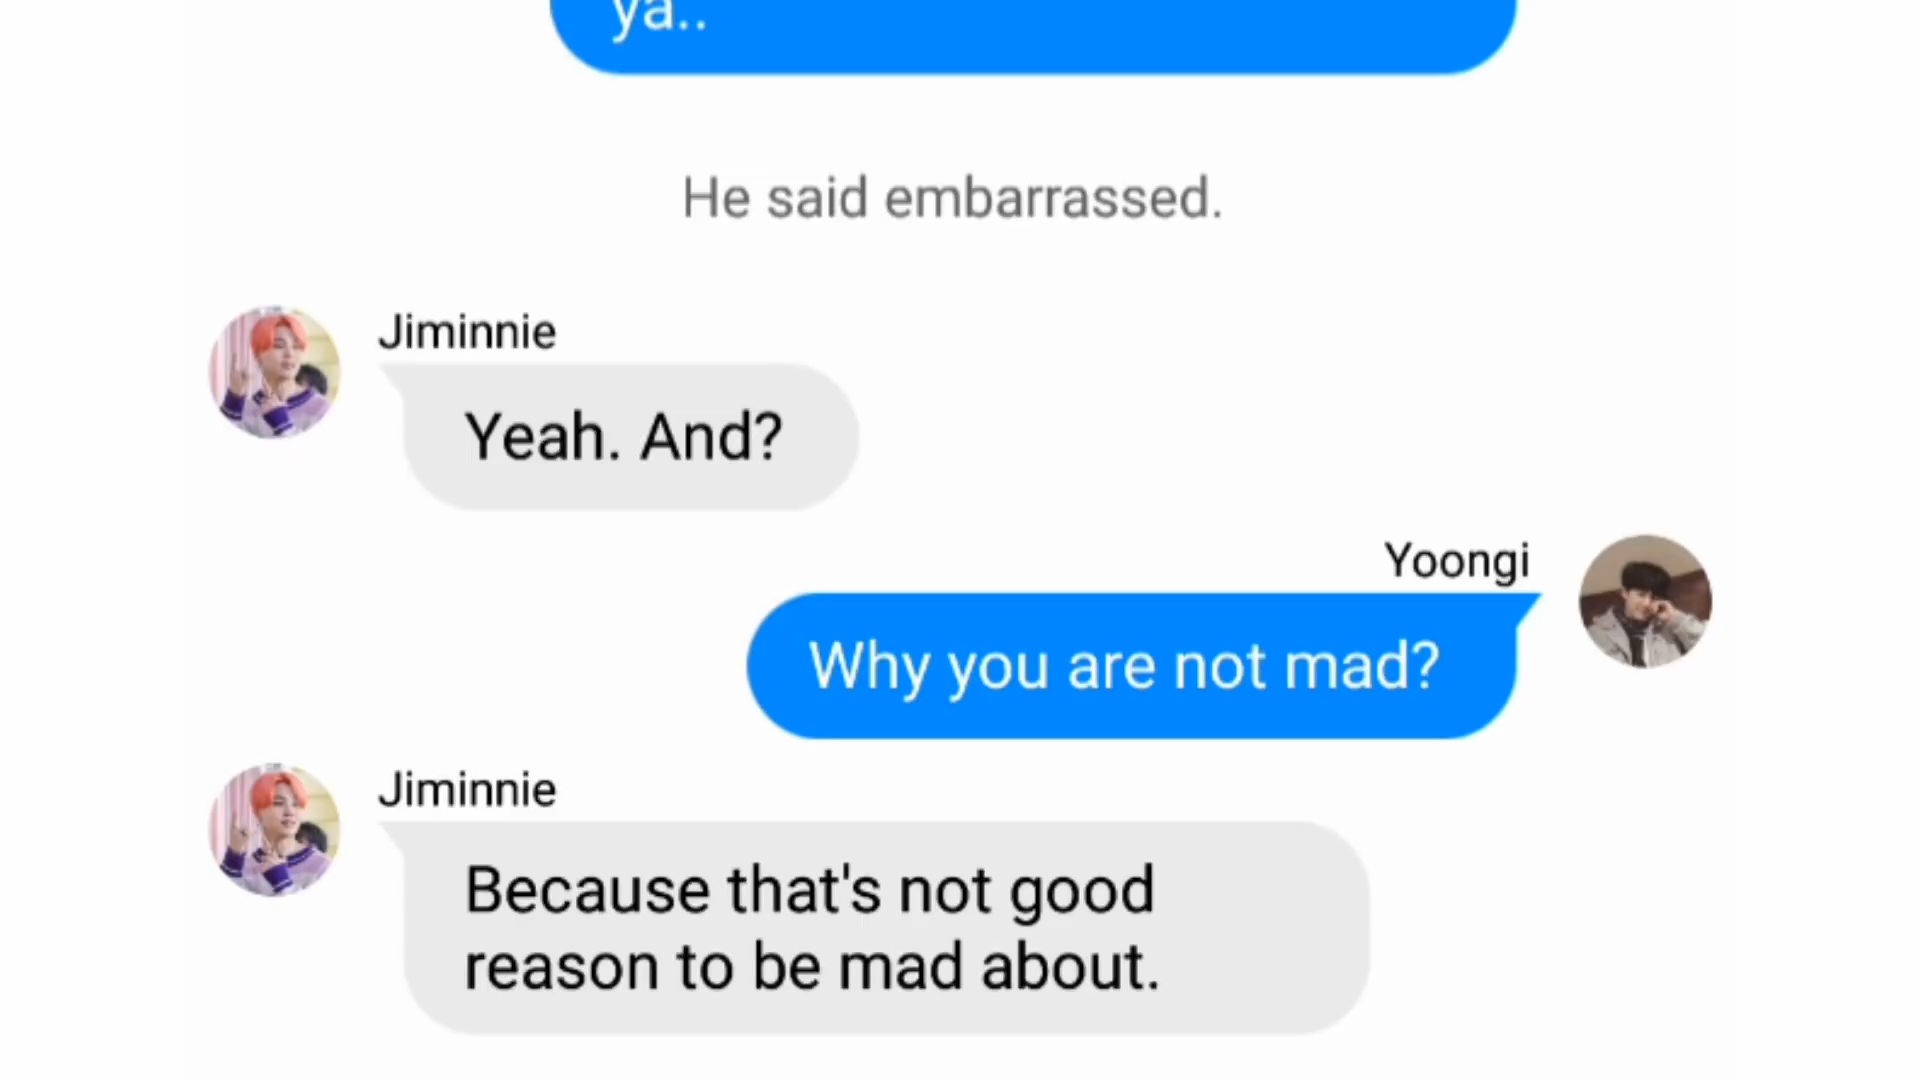 ya..
He said embarrassed.
Jiminnie
Yeah. And?
Yoongi
Why you are not mad?
Jiminnie
Because that's not good
reason to be mad about.